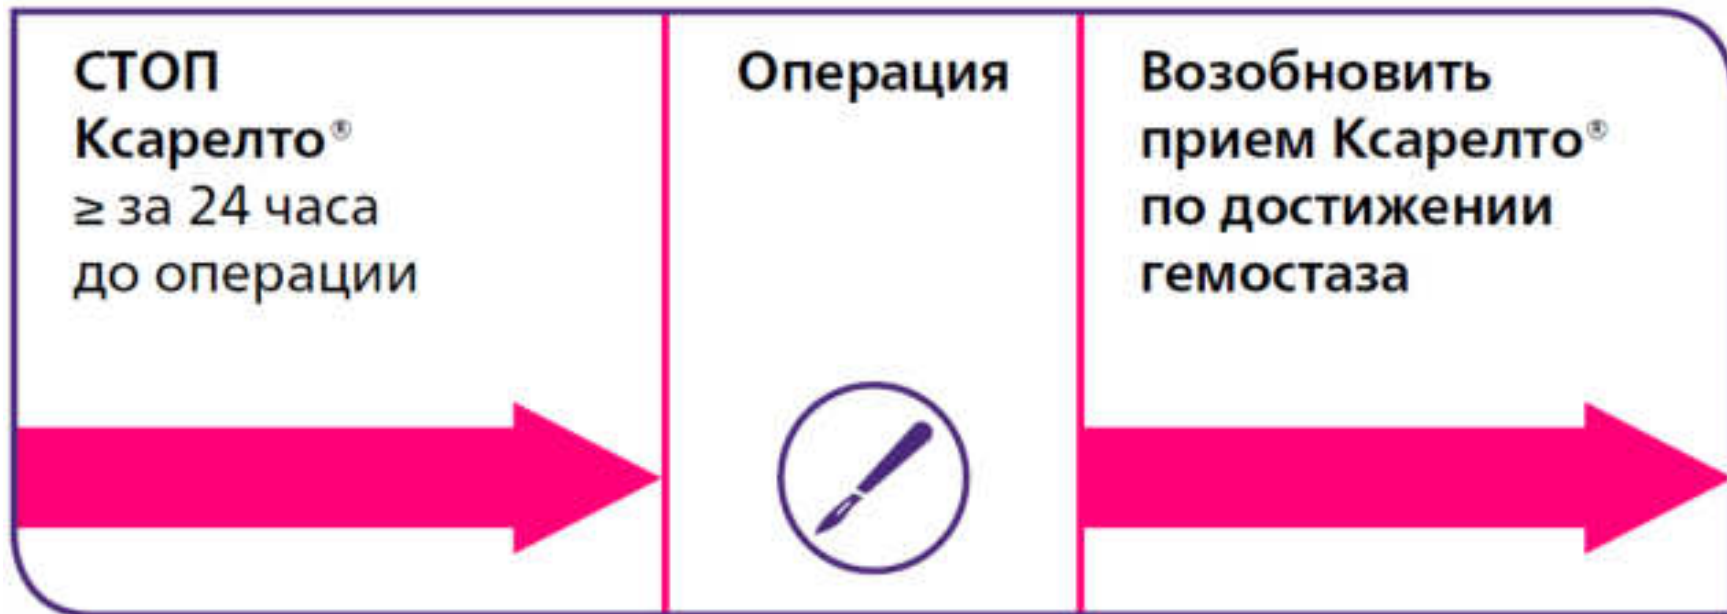 СТОП
Ксарелто®
≥ за 24 часа
до операции
Операция
Возобновить
прием Ксарелто®
по достижении
гемостаза